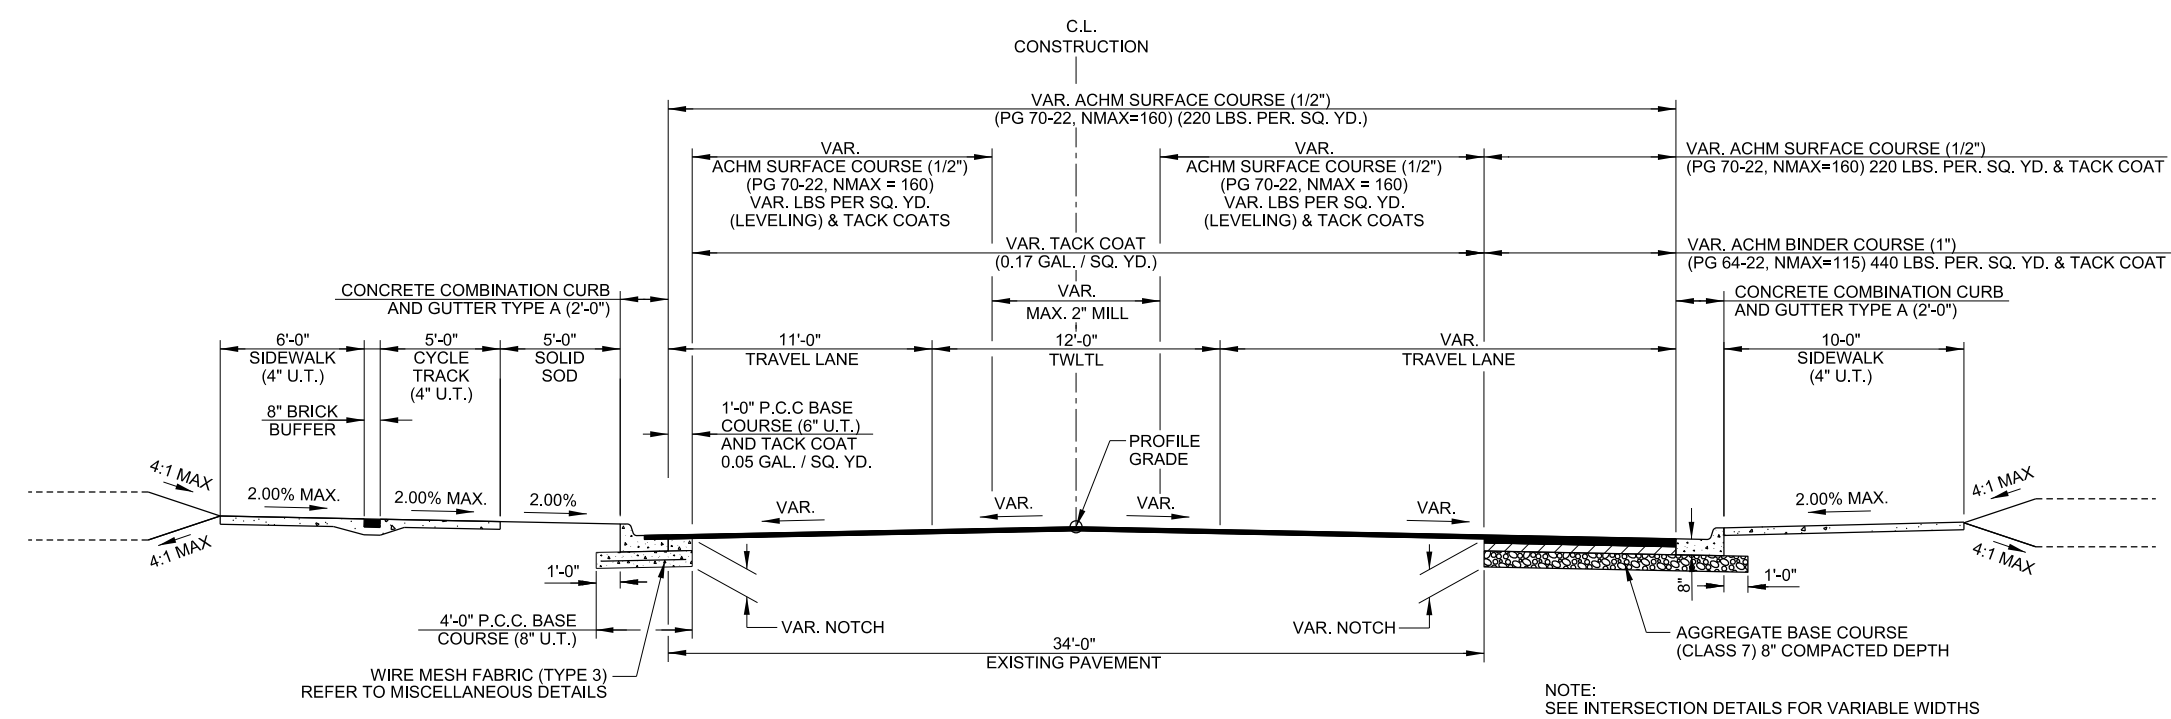 C.L.
CONSTRUCTION
VAR. ACHM SURFACE COURSE (1/2")
(PG 70-22, NMAX=160) (220 LBS. PER. SQ. YD.)
VAR.
ACHM SURFACE COURSE (1/2")
(PG 70-22, NMAX = 160)
VAR. LBS PER SQ. YD.
(LEVELING) & TACK COATS
VAR.
ACHM SURFACE COURSE (1/2")
(PG 70-22, NMAX = 160)
VAR. LBS PER SQ. YD.
(LEVELING) & TACK COATS
VAR. ACHM SURFACE COURSE (1/2")
(PG 70-22, NMAX=160) 220 LBS. PER. SQ. YD. & TACK COAT
VAR. TACK COAT
(0.17 GAL. / SQ. YD.)
VAR. ACHM BINDER COURSE (1")
(PG 64-22, NMAX=115) 440 LBS. PER. SQ. YD. & TACK COAT
CONCRETE COMBINATION CURB
AND GUTTER TYPE A (2'-0")
VAR.
MAX. 2" MILL
CONCRETE COMBINATION CURB
AND GUTTER TYPE A (2'-0")
6'-0"
SIDEWALK
(4" U.T.)
5'-0"
CYCLE
TRACK
(4" U.T.)
5'-0"
SOLID
SOD
11'-0"
TRAVEL LANE
12'-0"
TWLTL
VAR.
TRAVEL LANE
10-0"
SIDEWALK
(4" U.T.)
8" BRICK
BUFFER
1'-0" P.C.C BASE
COURSE (6" U.T.)
AND TACK COAT
0.05 GAL. / SQ. YD.
PROFILE
GRADE
4:1 MAX
2.00% MAX.
2.00% MAX.
2.00%
VAR.
VAR.
VAR.
VAR.
2.00% MAX.
4:1 MAX
4:1 MAX
4:1 MAX
1'-0"
8"
1'-0"
4'-0" P.C.C. BASE
COURSE (8" U.T.)
VAR. NOTCH
VAR. NOTCH
AGGREGATE BASE COURSE
(CLASS 7) 8" COMPACTED DEPTH
34'-0"
EXISTING PAVEMENT
WIRE MESH FABRIC (TYPE 3)
REFER TO MISCELLANEOUS DETAILS
NOTE:
SEE INTERSECTION DETAILS FOR VARIABLE WIDTHS